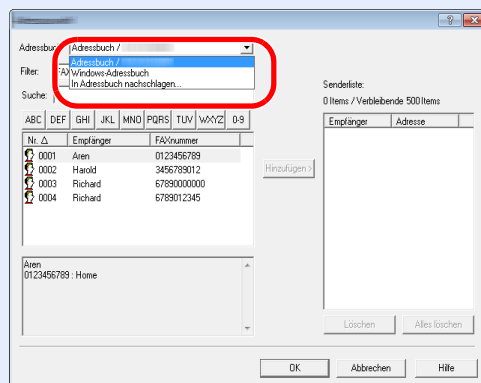 Adressbuc Adressbuch /
Adressbuch /
Windows-Adressbuch
In Adressbuch nachschlagen...
Filter: FAX
Suche:
Senderliste:
0 Items / Verbleibende 500 Items
ABC DEF GHI JKL MNO PQRS TUV WXYZ 0-9
Nr. Δ Empfänger FAXnummer
0001 Aren 0123456789
0002 Harold 3456789012
0003 Richard 67890000000
0004 Richard 6789012345
Empfänger Adresse
Hinzufügen >
Aren
0123456789 : Home
Löschen Alles löschen
OK Abbrechen Hilfe